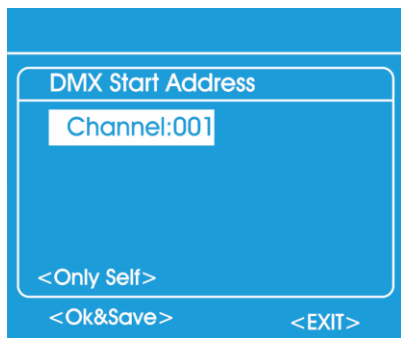 DMX Start Address
Channel:001
<Only Self>
<Ok&Save> <EXIT>